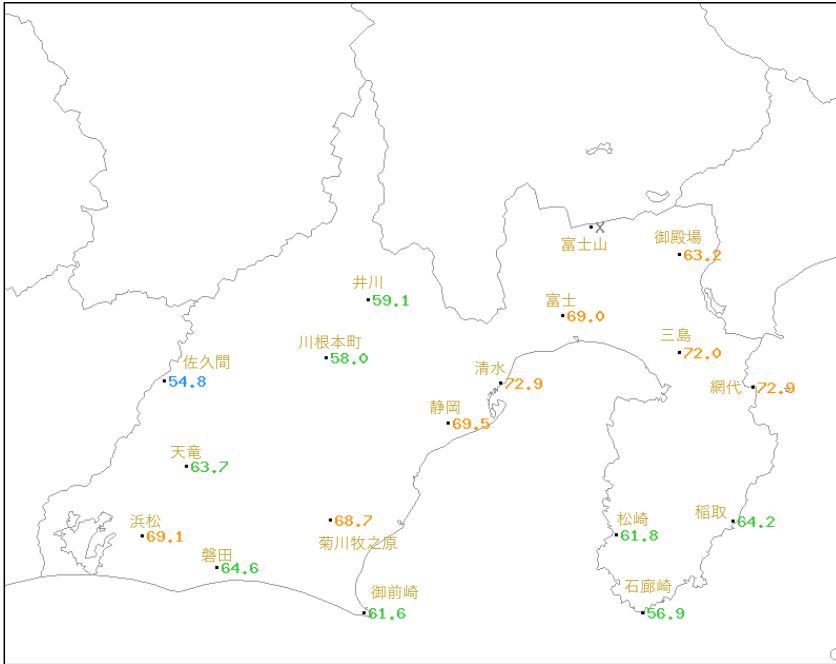 富士山
x
御殿場
63.2
井川
59.1
富士
69.0
川根本町
58.0
三島
72.0
佐久間
54.8
清水
72.9
網代
72.9
静岡
69.5
天竜
63.7
浜松
69.1
68.7
菊川牧之原
松崎
61.8
稲取
64.2
磐田
64.6
御前崎
61.6
石廊崎
56.9